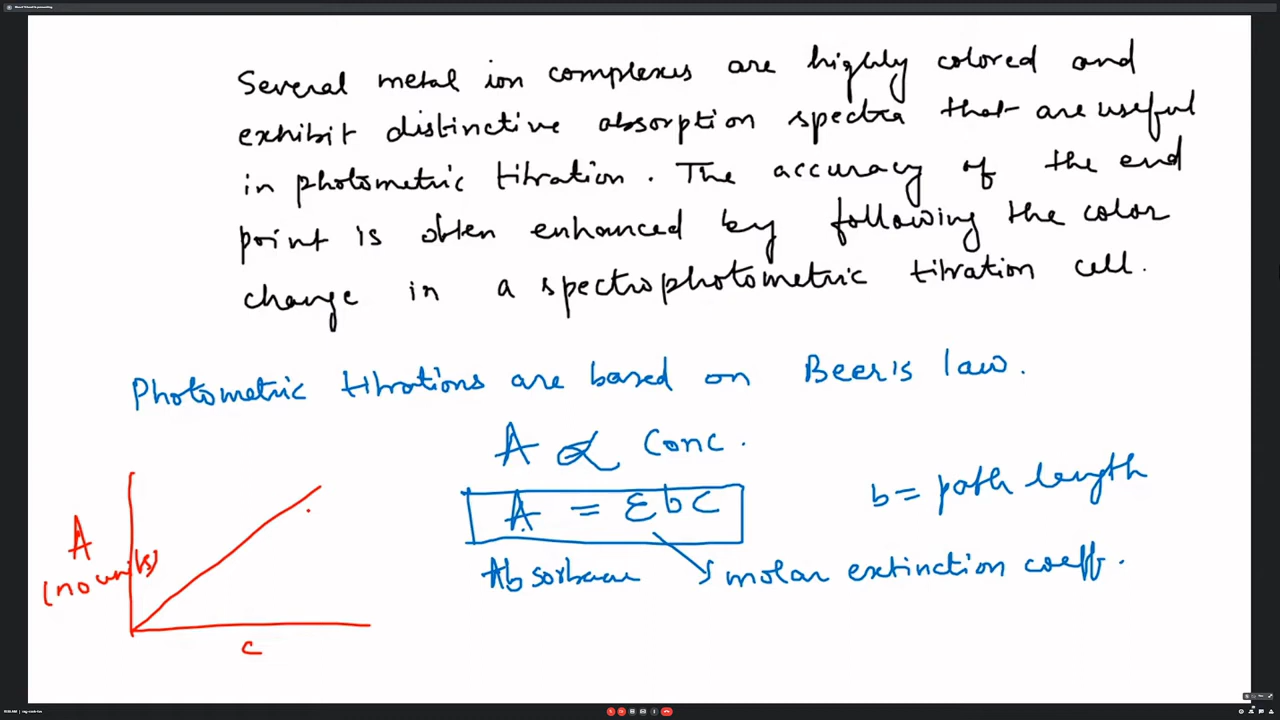 Several metal ion complexes are highly colored and
exhibit distinctive absorption spectra that are useful
in photometric titration. The accuracy of the end
point is often enhanced by following the color
change in a spectrophotometric titration cell.
Photometric titrations are based on Beer's law.
A ∝ Conc.
A = εbc
b = path length
Absorbance
molar extinction coeff.
A
(no units)
c